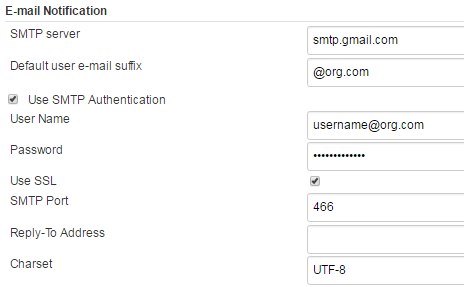 E-mail Notification
SMTP server smtp.gmail.com
Default user e-mail suffix @org.com
Use SMTP Authentication
User Name username@org.com
Password •••••••••••••
Use SSL
SMTP Port 466
Reply-To Address
Charset UTF-8